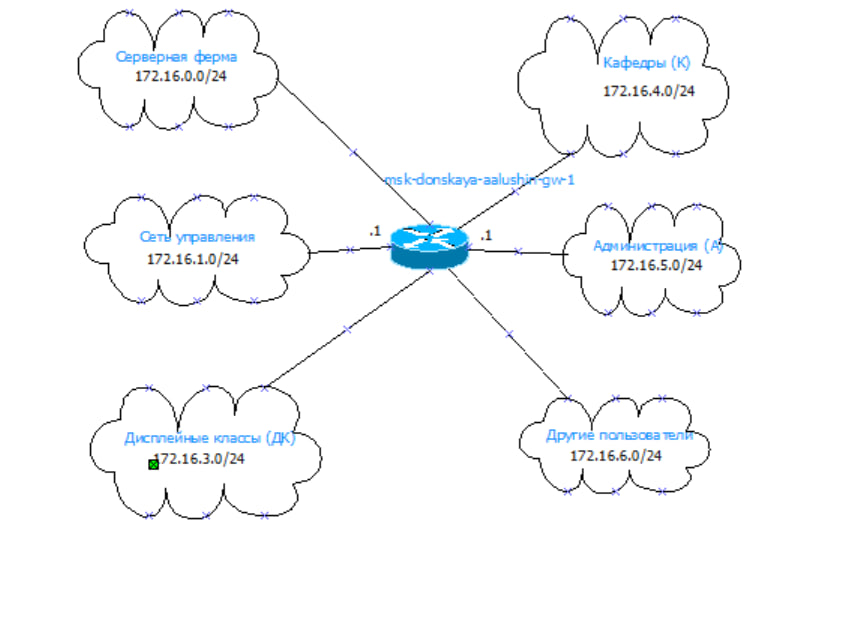 Серверная ферма
172.16.0.0/24
Кафедры (К)
172.16.4.0/24
msk-donskaya-aalushin-gw-1
Сеть управления
172.16.1.0/24
.1
.1
Администрация (А)
172.16.5.0/24
Дисплейные классы (ДК)
172.16.3.0/24
Другие пользователи
172.16.6.0/24